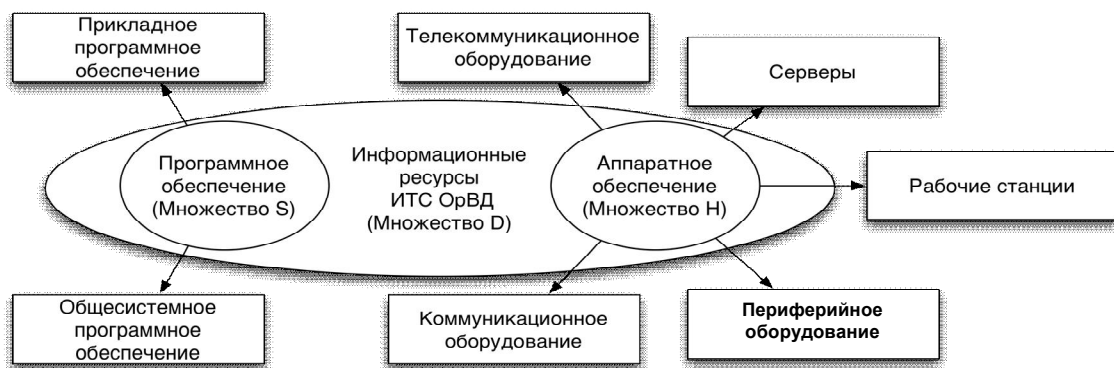 Прикладное
программное
обеспечение
Телекоммуникационное
оборудование
Серверы
Программное
обеспечение
(Множество S)
Информационные
ресурсы
ИТС ОрВД
(Множество D)
Аппаратное
обеспечение
(Множество H)
Рабочие станции
Общесистемное
программное
обеспечение
Коммуникационное
оборудование
Периферийное
оборудование